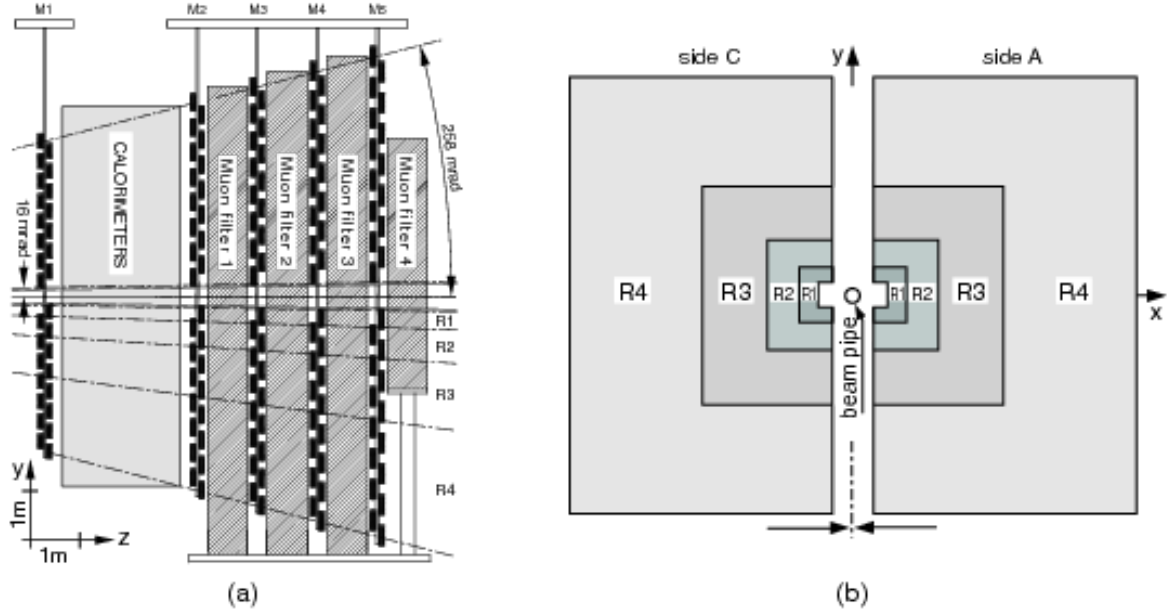 M1
M2
M3
M4
M5
16 mrad
CALORIMETERS
Muon filter 1
Muon filter 2
Muon filter 3
Muon filter 4
258 mrad
R1
R2
R3
R4
y
1m
1m
z
(a)
side C
y
side A
R4
R3
R2
R1
R1
R2
R3
R4
x
beam pipe
(b)